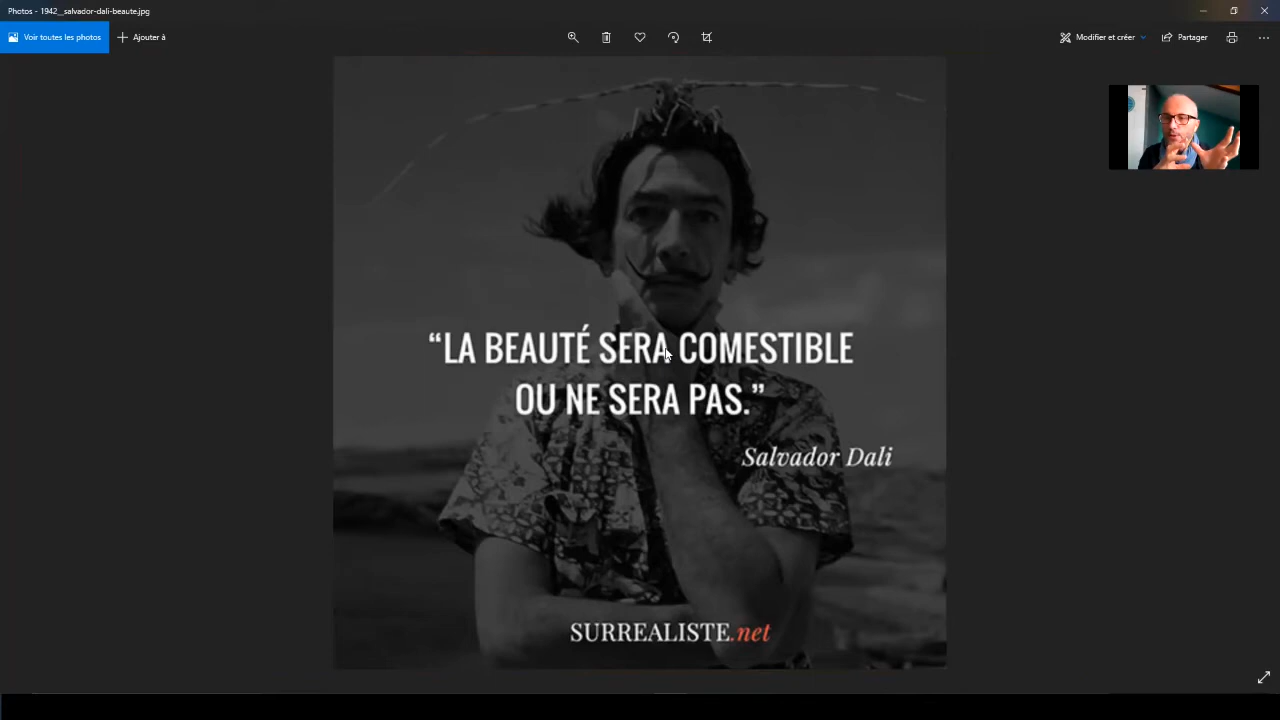 Photos - 1942__salvador-dali-beaute.jpg
Voir toutes les photos
Ajouter à
Modifier et créer
Partager
“LA BEAUTÉ SERA COMESTIBLE
OU NE SERA PAS.”
Salvador Dali
SURREALISTE.net